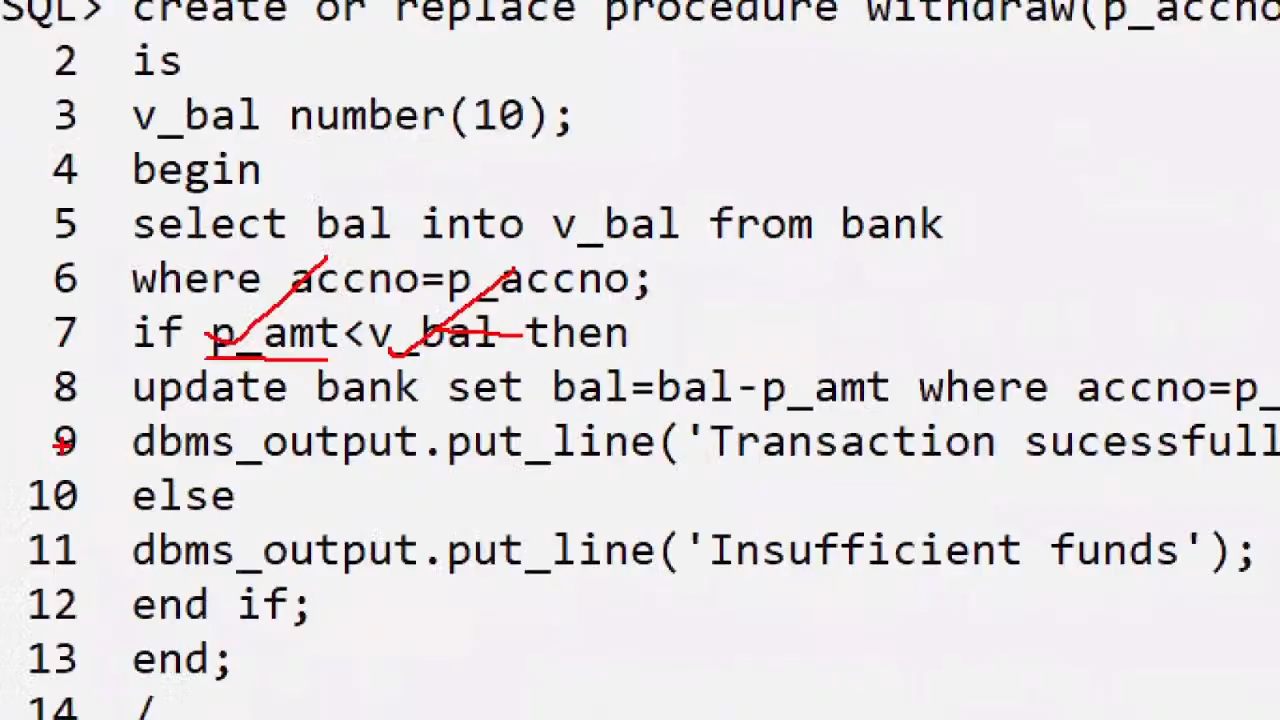 SQL> create or replace procedure withdraw(p_accno
2 is
3 v_bal number(10);
4 begin
5 select bal into v_bal from bank
6 where accno=p_accno;
7 if p_amt<v_bal then
8 update bank set bal=bal-p_amt where accno=p_
9 dbms_output.put_line('Transaction sucessfull
10 else
11 dbms_output.put_line('Insufficient funds');
12 end if;
13 end;
14 /